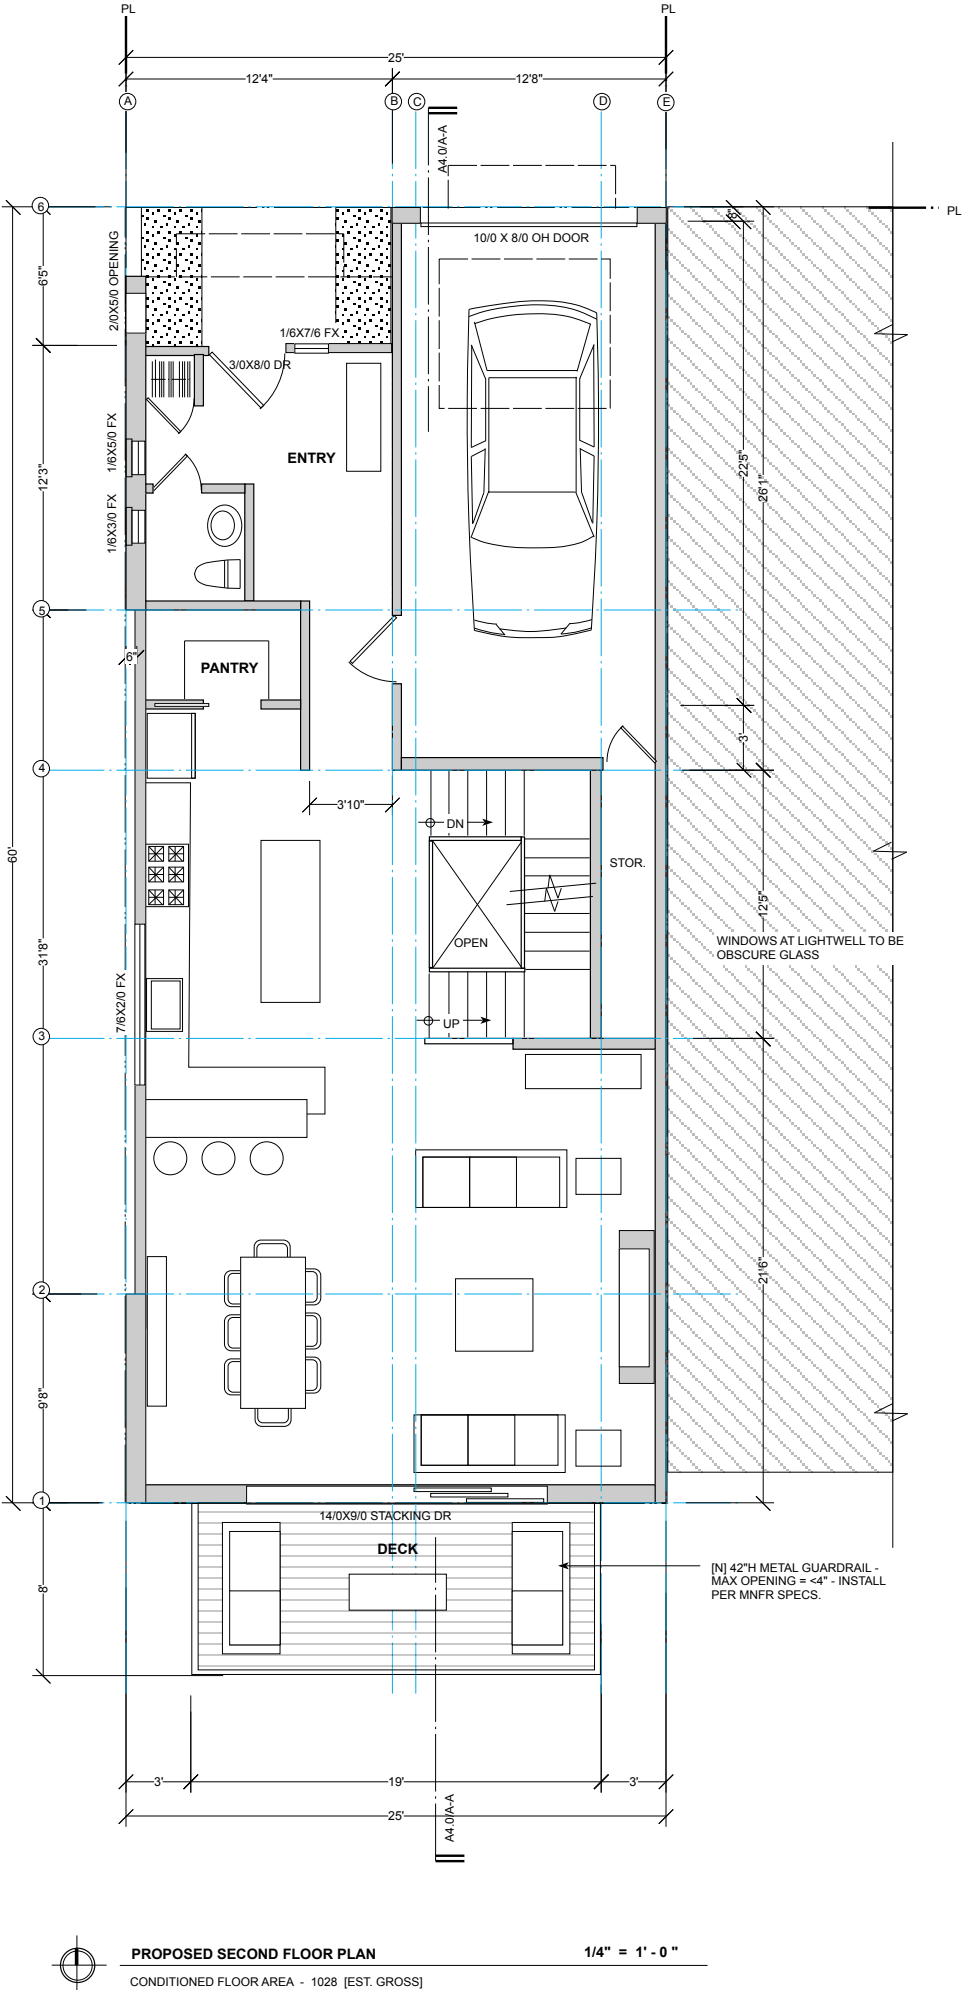 PL
PL
25'
12'4"
12'8"
A
B
C
D
E
A4.0/A-A
6
PL
6"
10/0 X 8/0 OH DOOR
2/0X5/0 OPENING
6'5"
1/6X7/6 FX
3/0X8/0 DR
1/6X5/0 FX
ENTRY
12'3"
22'5"
26'1"
1/6X3/0 FX
5
6"
PANTRY
3'
4
3'10"
DN
60'
STOR.
12'5"
31'8"
OPEN
WINDOWS AT LIGHTWELL TO BE
OBSCURE GLASS
7/6X2/0 FX
UP
3
21'6"
2
9'8"
1
14/0X9/0 STACKING DR
DECK
[N] 42"H METAL GUARDRAIL -
MAX OPENING = <4" - INSTALL
PER MNFR SPECS.
8'
3'
19'
3'
25'
A4.0/A-A
PROPOSED SECOND FLOOR PLAN
1/4" = 1' - 0 "
CONDITIONED FLOOR AREA - 1028 [EST. GROSS]